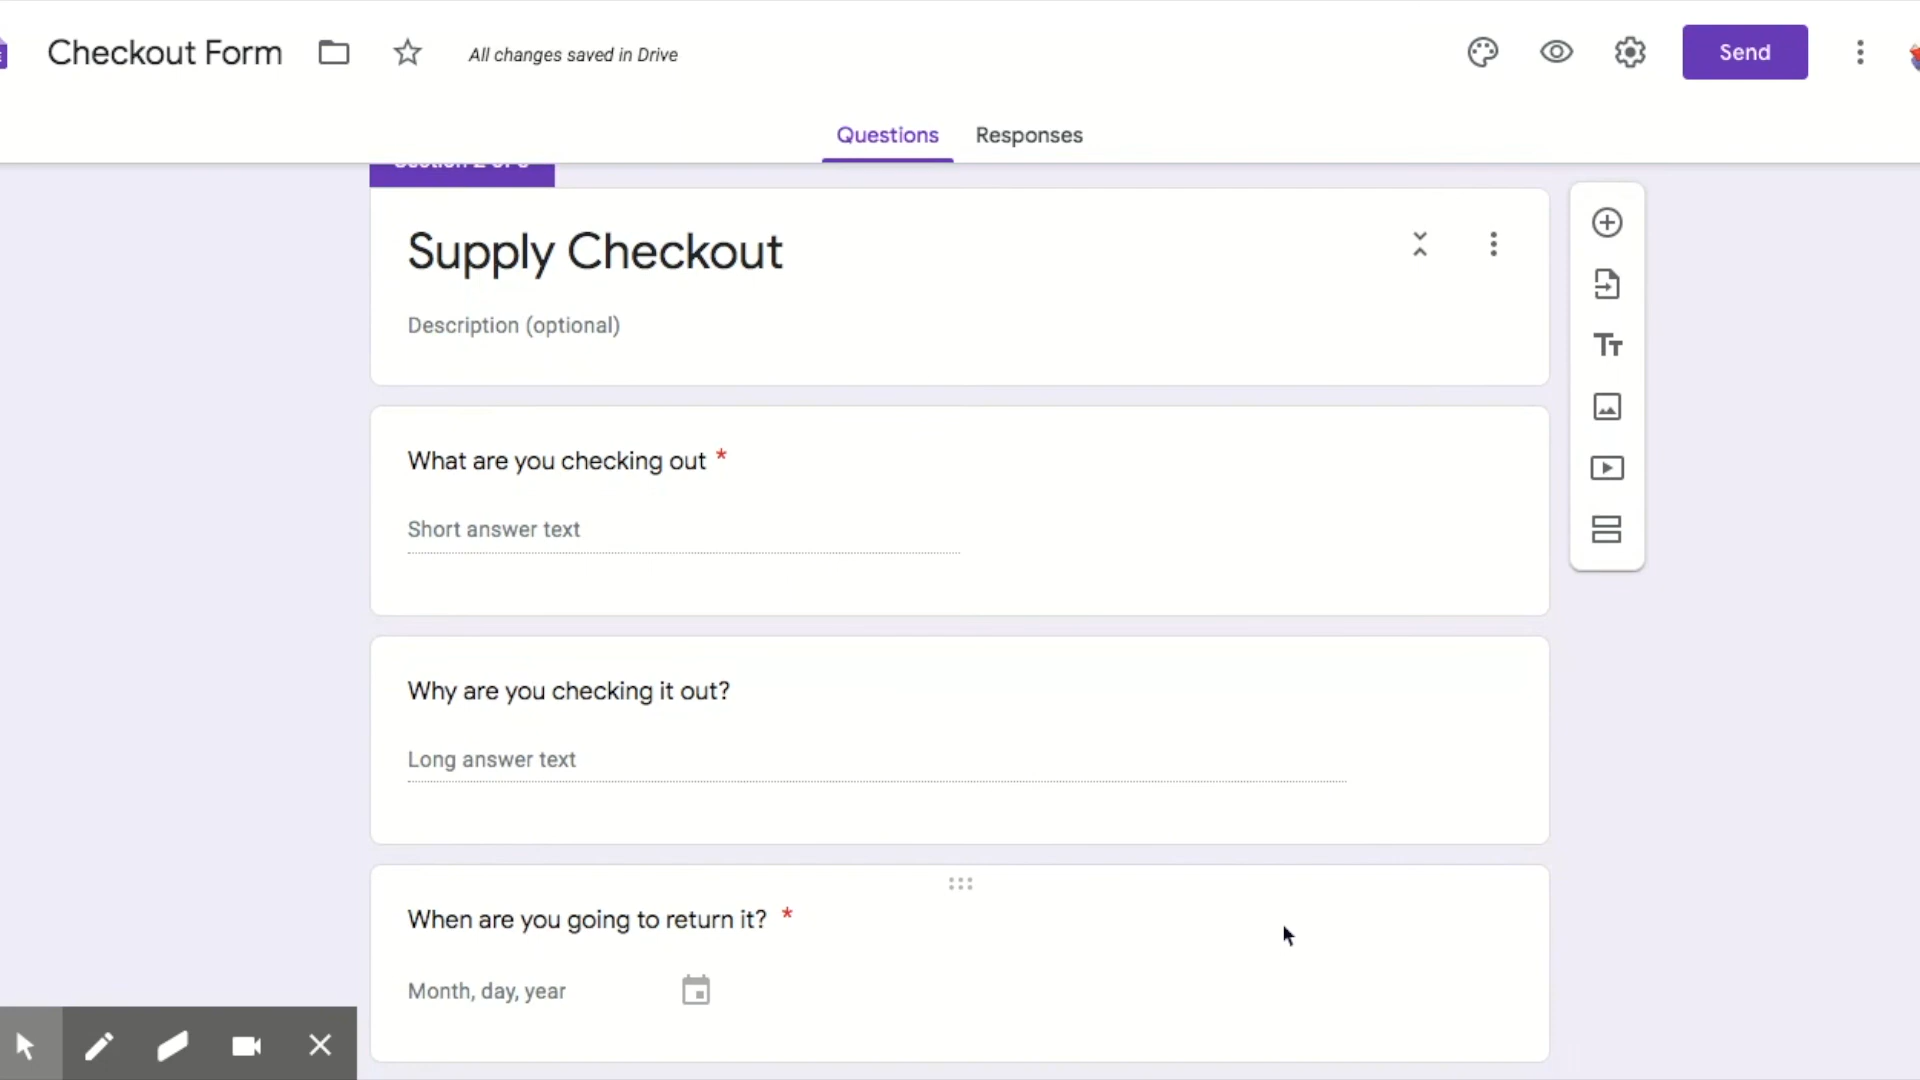 Checkout Form
All changes saved in Drive
Send
Questions
Responses
Supply Checkout
Description (optional)
What are you checking out *
Short answer text
Why are you checking it out?
Long answer text
When are you going to return it? *
Month, day, year